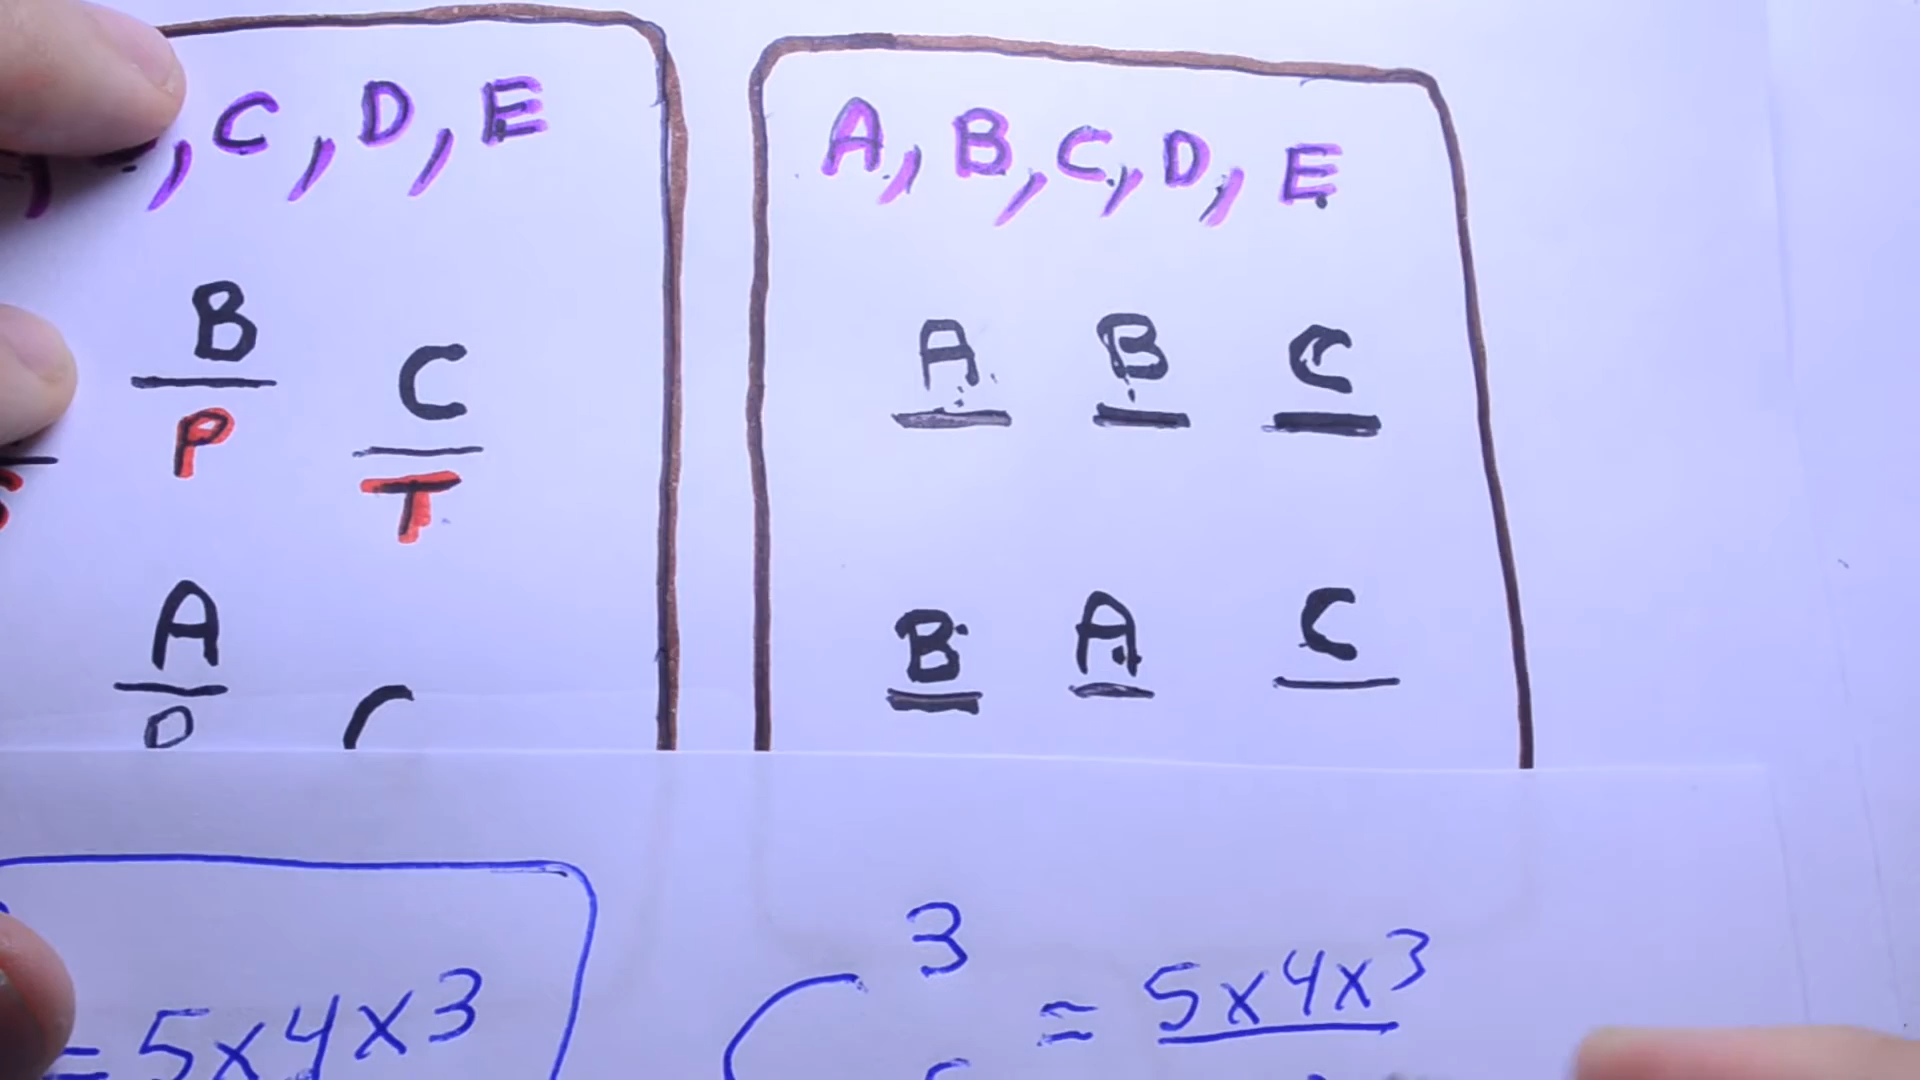 , C, D, E
B C
P T
A
D
A, B, C, D, E
A B C
B A C
= 5x4x3
C 3 = 5x4x3